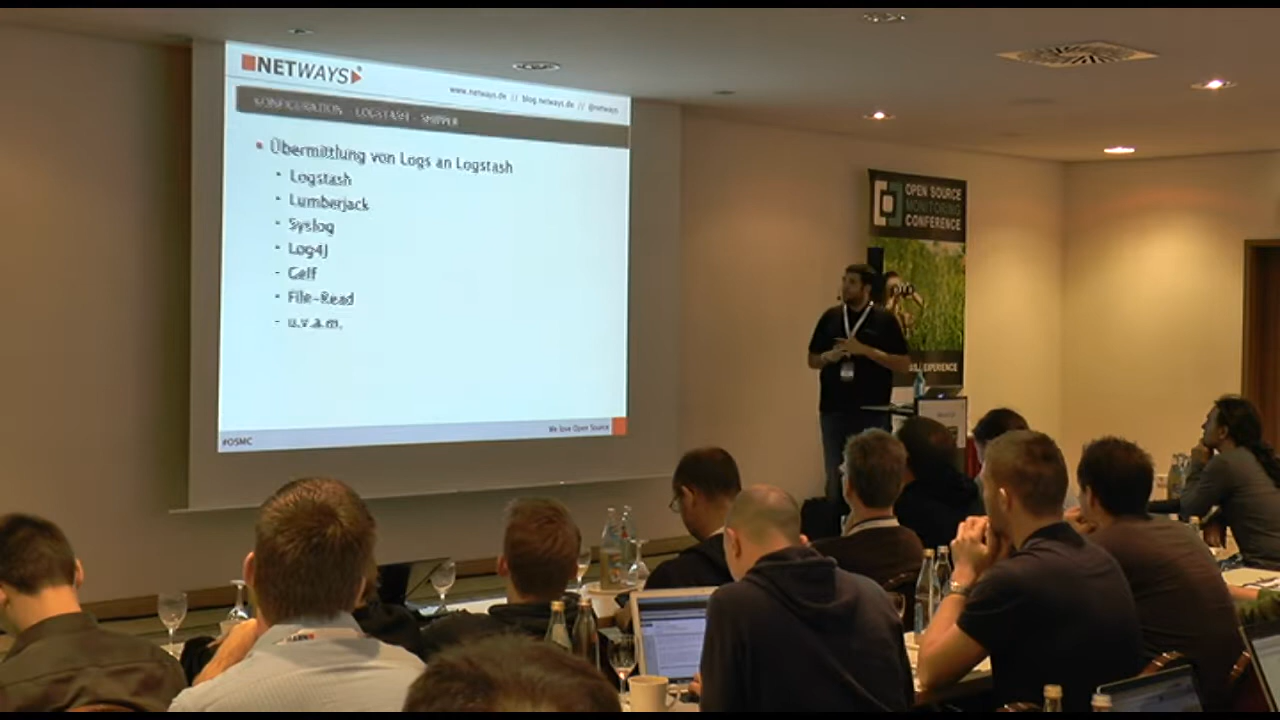 NETWAYS
www.netways.de // blog.netways.de // @netways
KONFIGURATION - LOGSTASH - SHIPPER
Übermittlung von Logs an Logstash
Logstash
Lumberjack
Syslog
Log4J
Gelf
File-Read
u.v.a.m.
#OSMC
We love Open Source
OPEN SOURCE
MONITORING
CONFERENCE
EXPERIENCE